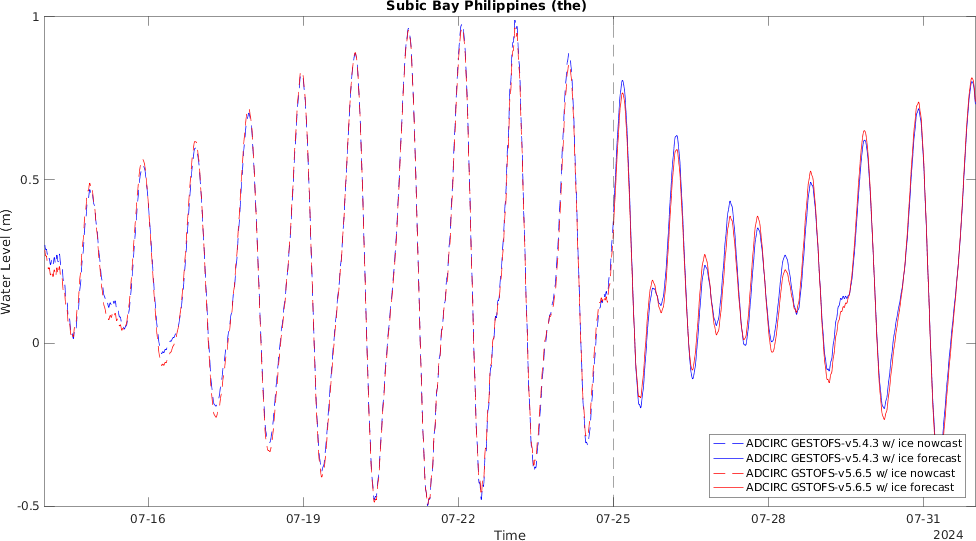 Subic Bay Philippines (the)
1
0.5
0
-0.5
Water Level (m)
07-16 07-19 07-22 07-25 07-28 07-31
Time
2024
ADCIRC GESTOFS-v5.4.3 w/ ice nowcast
ADCIRC GESTOFS-v5.4.3 w/ ice forecast
ADCIRC GSTOFS-v5.6.5 w/ ice nowcast
ADCIRC GSTOFS-v5.6.5 w/ ice forecast